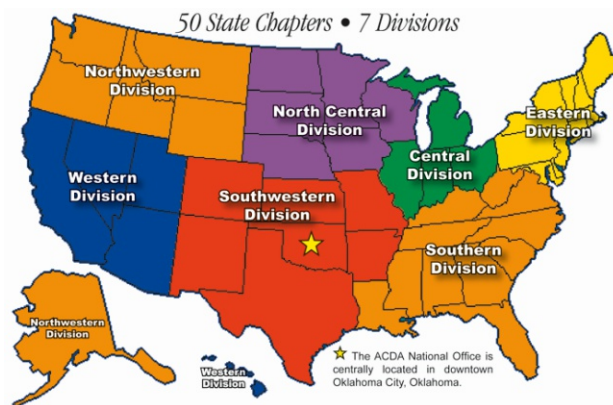 50 State Chapters • 7 Divisions
Northwestern
Division
North Central
Division
Eastern
Division
Central
Division
Western
Division
Southwestern
Division
Southern
Division
Northwestern
Division
Western
Division
The ACDA National Office is
centrally located in downtown
Oklahoma City, Oklahoma.